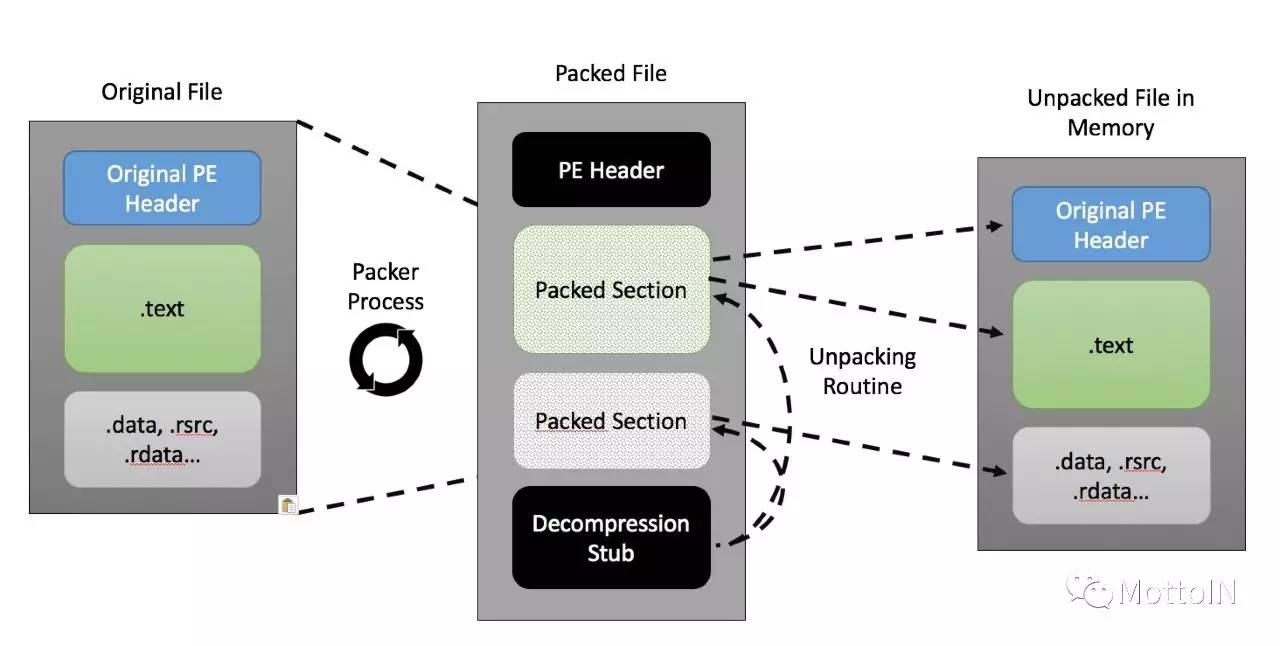 Original File
Original PE
Header
.text
.data, .rsrc,
.rdata...
Packer
Process
Packed File
PE Header
Packed Section
Packed Section
Decompression
Stub
Unpacking
Routine
Unpacked File in
Memory
Original PE
Header
.text
.data, .rsrc,
.rdata...
MottoIN